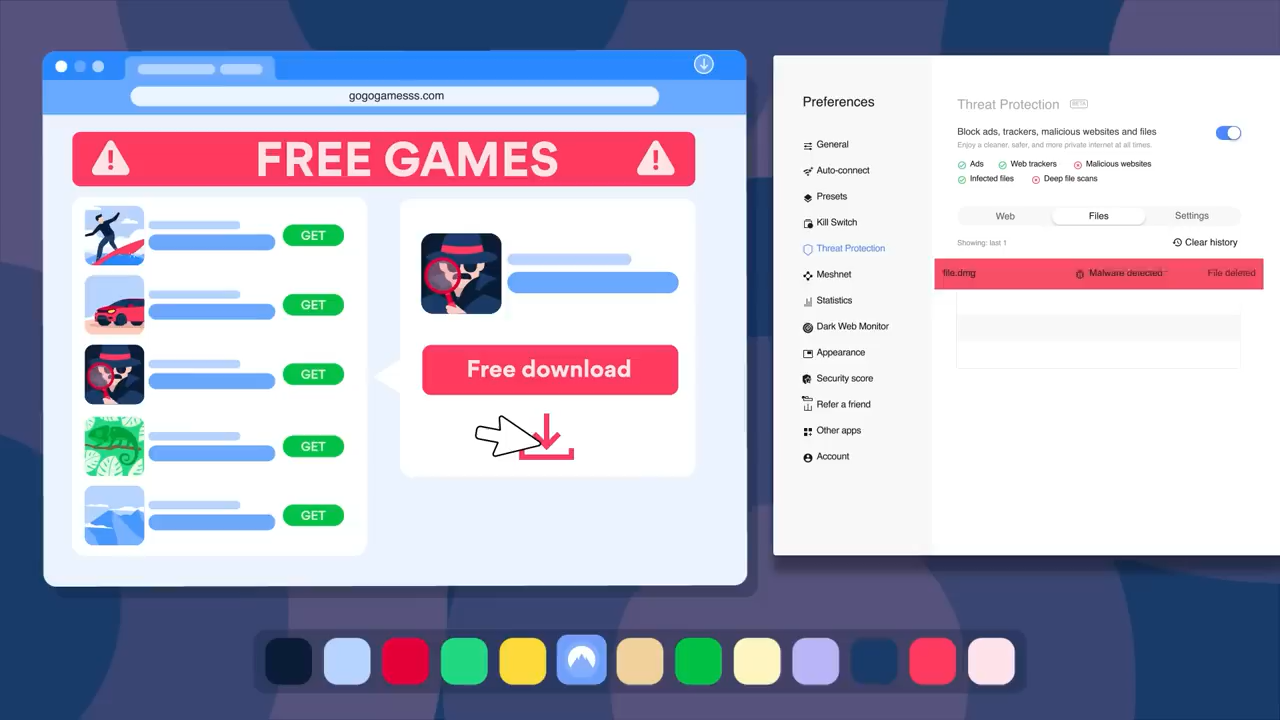 gogogamesss.com
FREE GAMES
GET
GET
GET
GET
GET
Free download
Preferences
General
Auto-connect
Presets
Kill Switch
Threat Protection
Meshnet
Statistics
Dark Web Monitor
Appearance
Security score
Refer a friend
Other apps
Account
Threat Protection BETA
Block ads, trackers, malicious websites and files
Enjoy a cleaner, safer, and more private internet at all times.
Ads Web trackers Malicious websites
Infected files Deep file scans
Web Files Settings
Showing: last 1 Clear history
file.dmg Malware detected File deleted